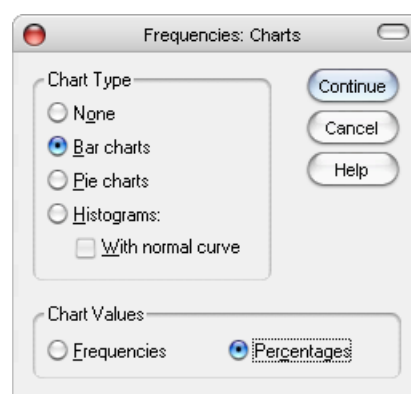 Frequencies: Charts
Chart Type
None
Bar charts
Pie charts
Histograms:
With normal curve
Continue
Cancel
Help
Chart Values
Frequencies
Percentages